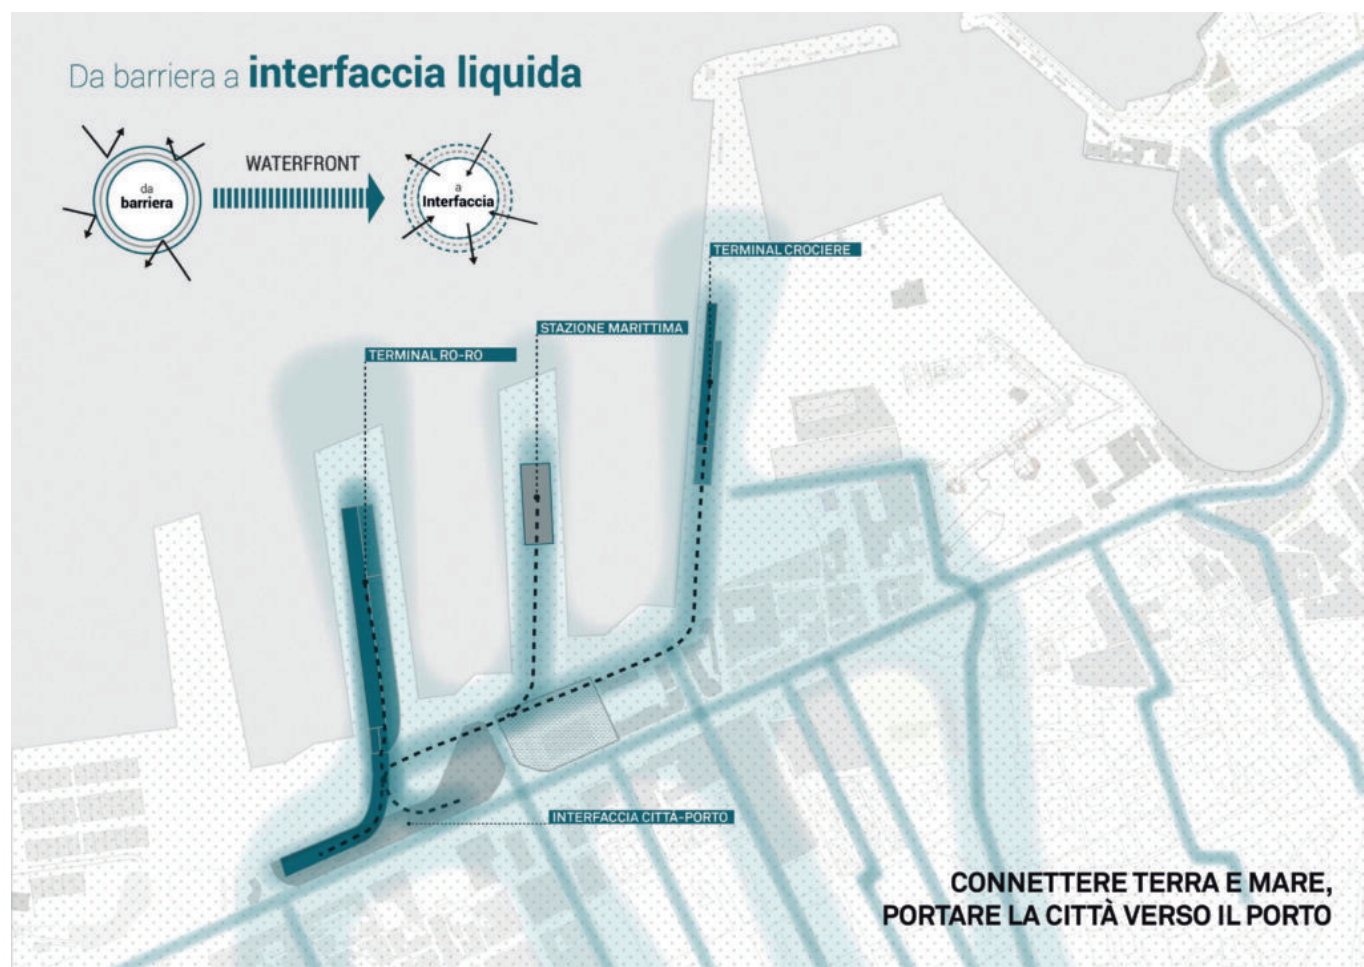 Da barriera a interfaccia liquida
WATERFRONT
da
barriera
a
Interfaccia
TERMINAL CROCIERE
STAZIONE MARITTIMA
TERMINAL RO-RO
INTERFACCIA CITTÀ-PORTO
CONNETTERE TERRA E MARE,
PORTARE LA CITTÀ VERSO IL PORTO